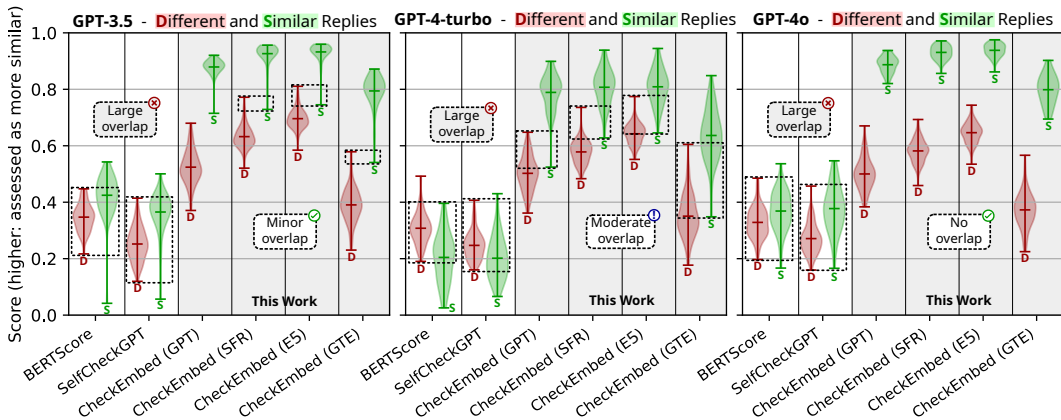 GPT-3.5 - Different and Similar Replies
GPT-4-turbo - Different and Similar Replies
GPT-4o - Different and Similar Replies
Score (higher: assessed as more similar)
1.0
0.8
0.6
0.4
0.2
0.0
Large
overlap
Minor
overlap
This Work
D
S
D
S
D
S
D
S
D
S
D
S
BERTScore
SelfCheckGPT
CheckEmbed (GPT)
CheckEmbed (SFR)
CheckEmbed (E5)
CheckEmbed (GTE)
Large
overlap
Moderate
overlap
This Work
D
S
D
S
D
S
D
S
D
S
D
S
BERTScore
SelfCheckGPT
CheckEmbed (GPT)
CheckEmbed (SFR)
CheckEmbed (E5)
CheckEmbed (GTE)
Large
overlap
No
overlap
This Work
D
S
D
S
D
S
D
S
D
S
D
S
BERTScore
SelfCheckGPT
CheckEmbed (GPT)
CheckEmbed (SFR)
CheckEmbed (E5)
CheckEmbed (GTE)